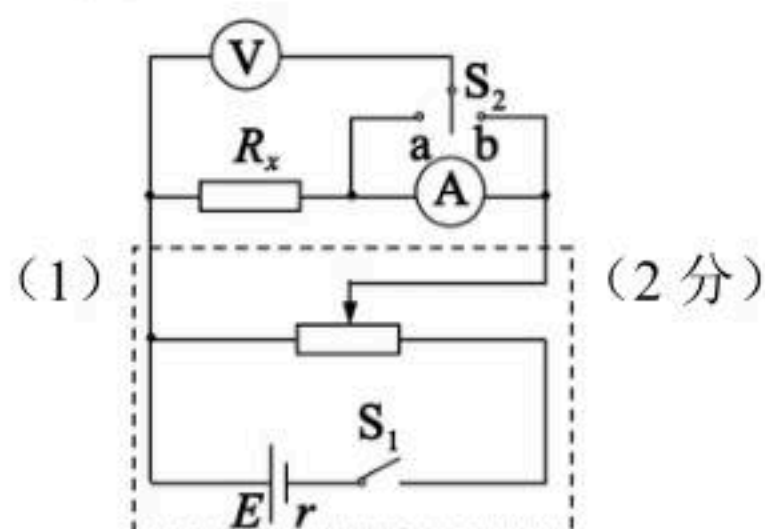 V
S₂
a b
Rₓ
A
（1） （2 分）
S₁
E r